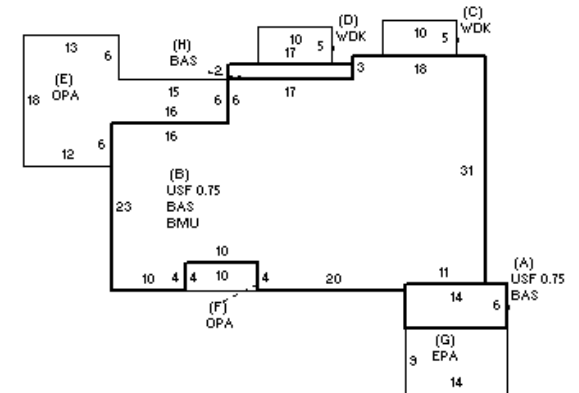 (C)
WDK
10
5
(D)
WDK
10
5
17
13
6
(H)
BAS
2
3
18
(E)
OPA
18
15
16
6
6
17
16
6
12
31
(B)
USF 0.75
BAS
BMU
23
10
10
4
4
10
4
20
11
(A)
USF 0.75
BAS
14
6
(F)
OPA
(G)
EPA
9
14